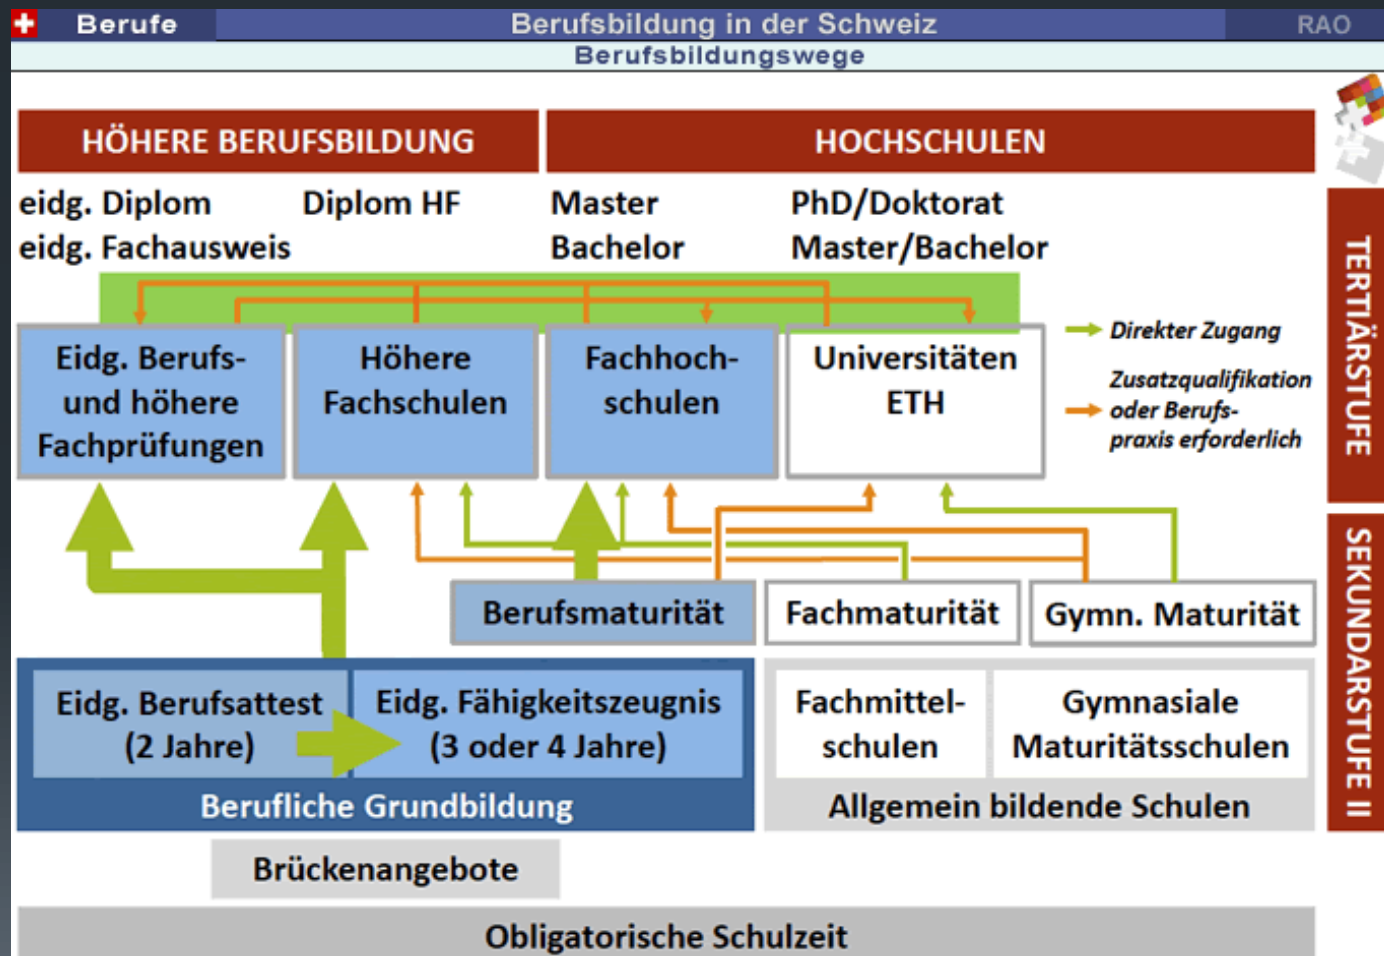 Berufe
Berufsbildung in der Schweiz
RAO
Berufsbildungswege
HÖHERE BERUFSBILDUNG
HOCHSCHULEN
eidg. Diplom
eidg. Fachausweis
Diplom HF
Master
Bachelor
PhD/Doktorat
Master/Bachelor
TERTIÄRSTUFE
Eidg. Berufs-
und höhere
Fachprüfungen
Höhere
Fachschulen
Fachhoch-
schulen
Universitäten
ETH
Direkter Zugang
Zusatzqualifikation
oder Berufs-
praxis erforderlich
SEKUNDARSTUFE II
Berufsmaturität
Fachmaturität
Gymn. Maturität
Eidg. Berufsattest
(2 Jahre)
Eidg. Fähigkeitszeugnis
(3 oder 4 Jahre)
Fachmittel-
schulen
Gymnasiale
Maturitätsschulen
Berufliche Grundbildung
Allgemein bildende Schulen
Brückenangebote
Obligatorische Schulzeit